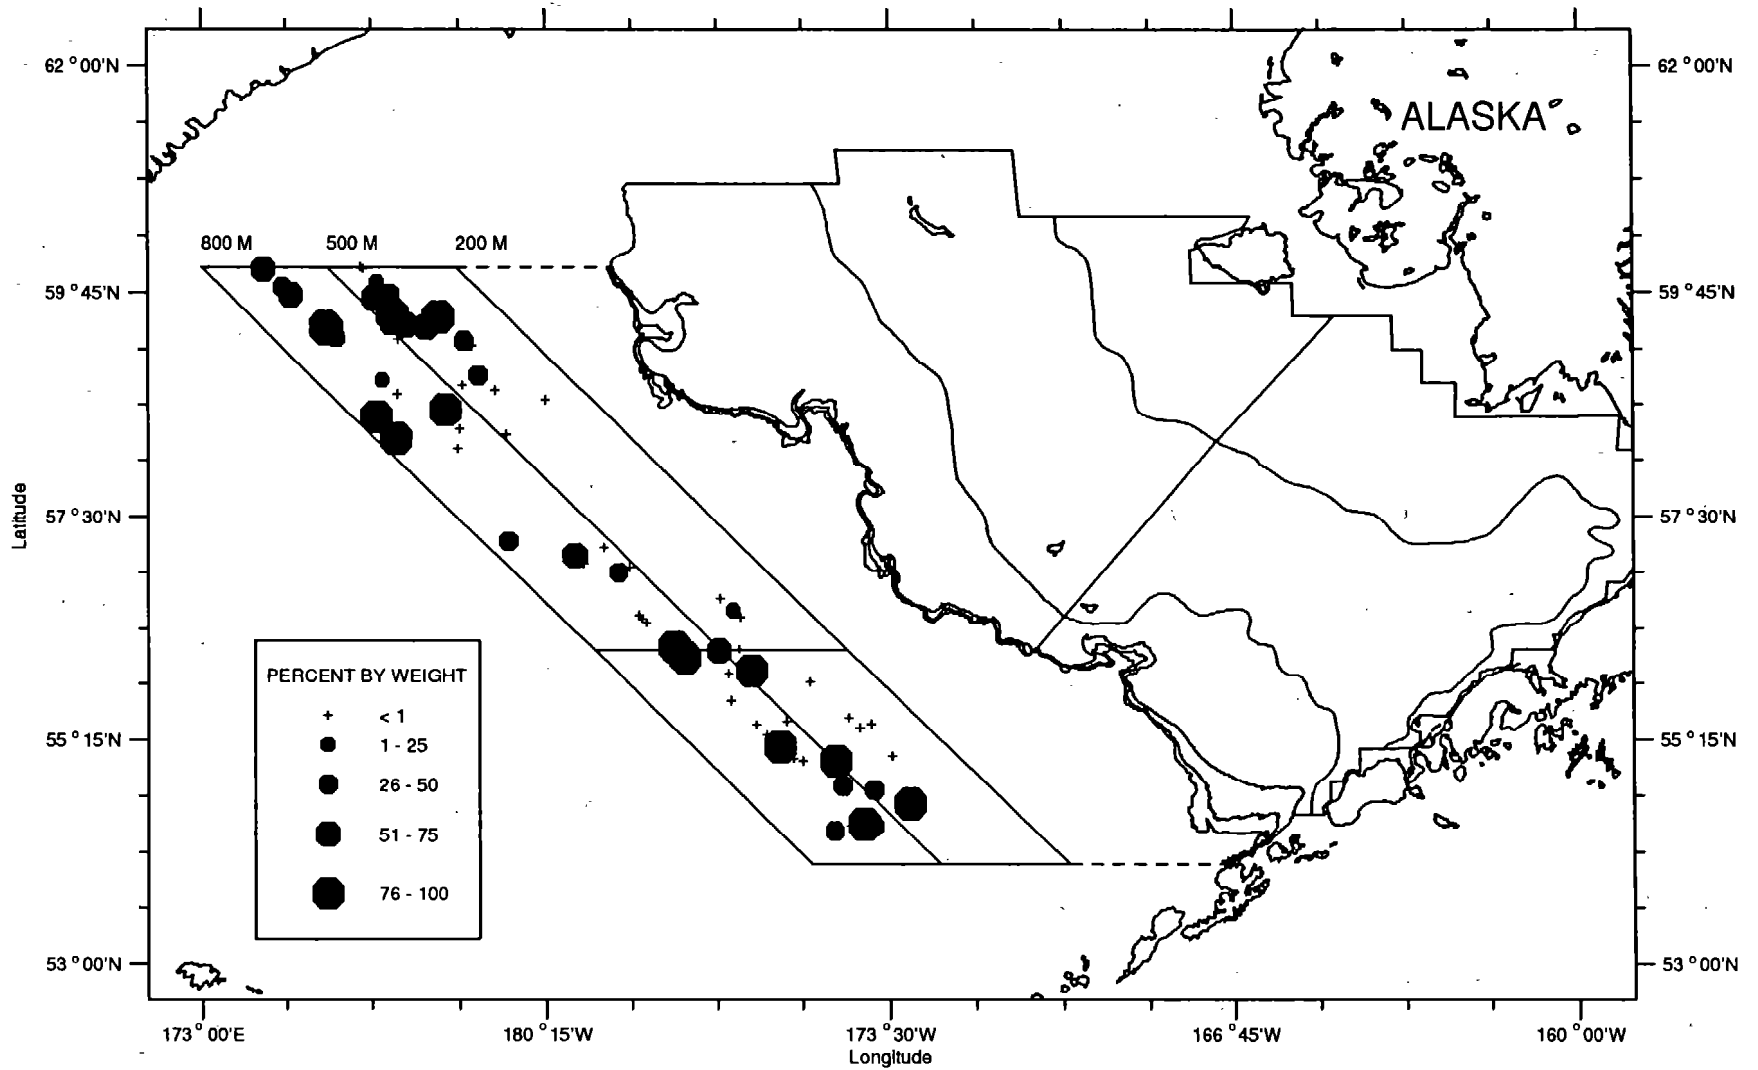 62°00'N
62°00'N
ALASKA
800 M
500 M
200 M
59°45'N
59°45'N
Latitude
57°30'N
57°30'N
PERCENT BY WEIGHT
< 1
1 - 25
26 - 50
51 - 75
76 - 100
55°15'N
55°15'N
53°00'N
53°00'N
173°00'E
180°15'W
173°30'W
166°45'W
160°00'W
Longitude